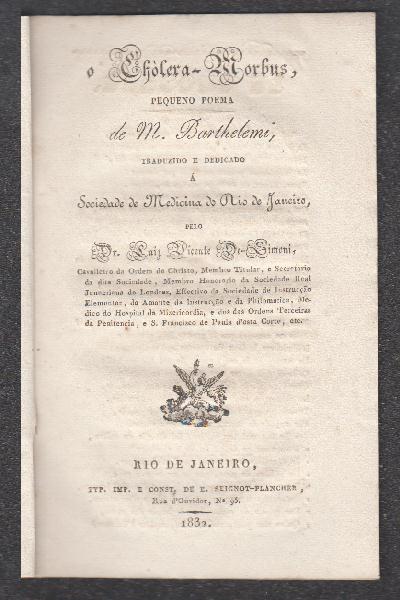 o Chòlera-Morbus,
PEQUENO POEMA
de M. Barthelemi,
TRADUZIDO E DEDICADO
Á
Sociedade de Medicina do Rio de Janeiro,
PELO
Dr. Luiz Vicente De-Simoni,
Cavalleiro da Ordem de Christo, Membro Titular, e Secretario
da dita Sociedade, Membro Honorario da Sociedade Real
Jenneriana de Londres, Effectivo da Sociedade de Instrucção
Elementar, da Amante da Instrucção e da Philomatica, Me-
dico do Hospital da Misericordia, e das das Ordens Terceiras
da Penitencia, e S. Francisco de Paula d'esta Corte, etc.
RIO DE JANEIRO,
TYP. IMP. E CONST. DE E. SEIGNOT-PLANCHER,
Rua d'Ouvidor, Nº 95.
1832.